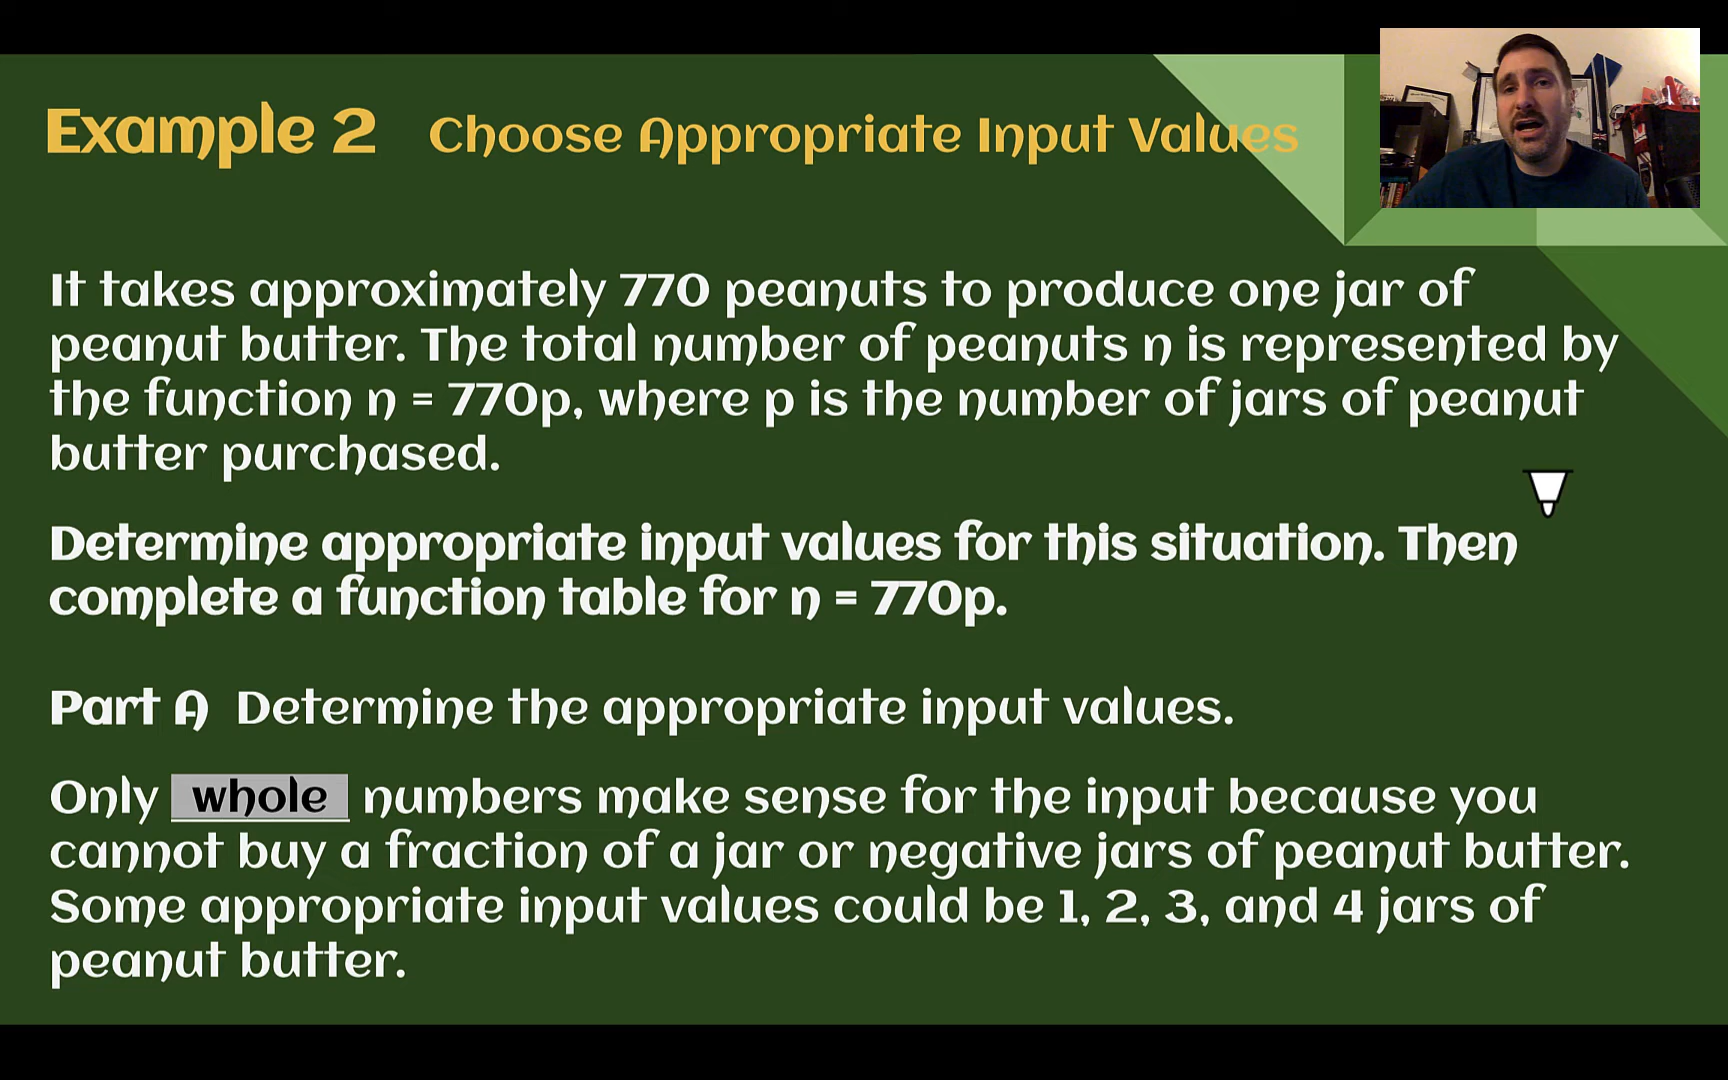 Example 2 Choose Appropriate Input Values
It takes approximately 770 peanuts to produce one jar of
peanut butter. The total number of peanuts n is represented by
the function n = 770p, where p is the number of jars of peanut
butter purchased.
Determine appropriate input values for this situation. Then
complete a function table for n = 770p.
Part A Determine the appropriate input values.
Only whole numbers make sense for the input because you
cannot buy a fraction of a jar or negative jars of peanut butter.
Some appropriate input values could be 1, 2, 3, and 4 jars of
peanut butter.